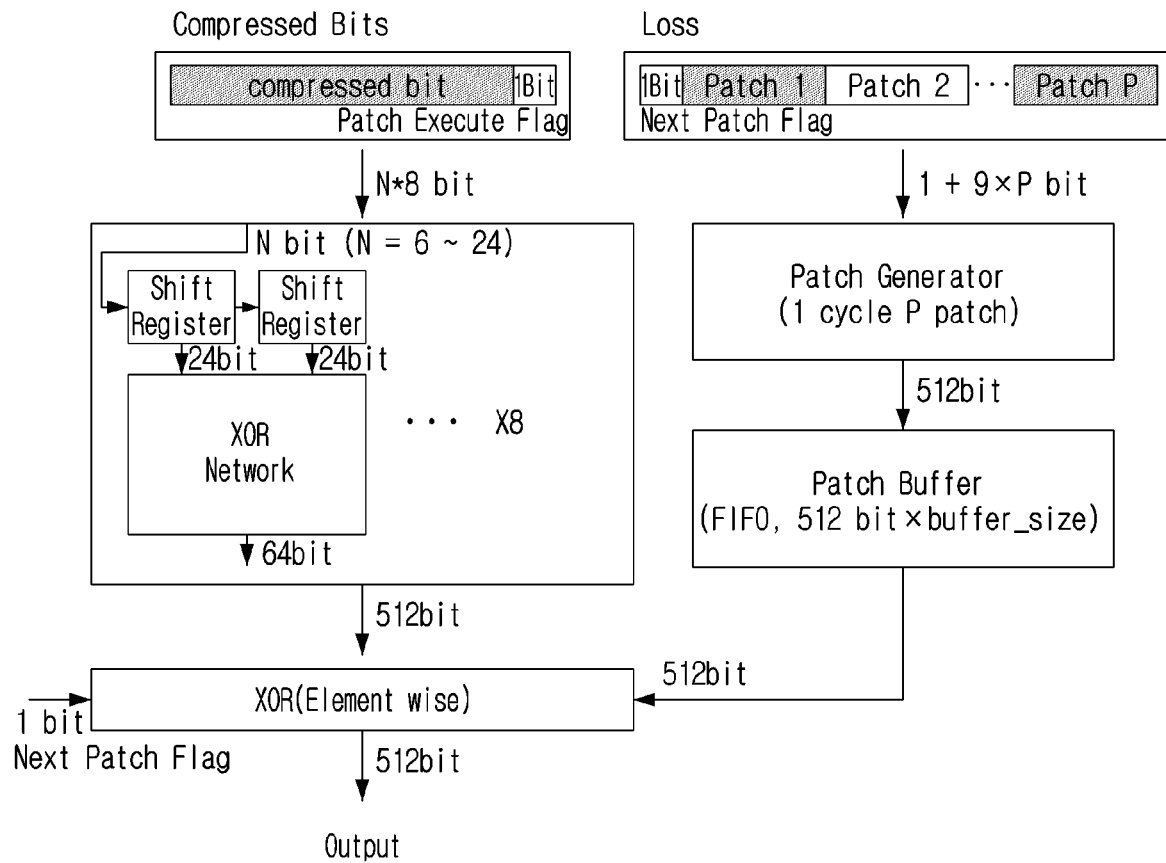 Compressed Bits
compressed bit 1Bit
Patch Execute Flag
Loss
1Bit Patch 1 Patch 2 ··· Patch P
Next Patch Flag
N*8 bit
1 + 9×P bit
N bit (N = 6 ~ 24)
Shift Register
Shift Register
24bit
24bit
XOR
Network
··· X8
64bit
Patch Generator
(1 cycle P patch)
512bit
Patch Buffer
(FIFO, 512 bit×buffer_size)
512bit
512bit
XOR(Element wise)
1 bit
Next Patch Flag
512bit
Output